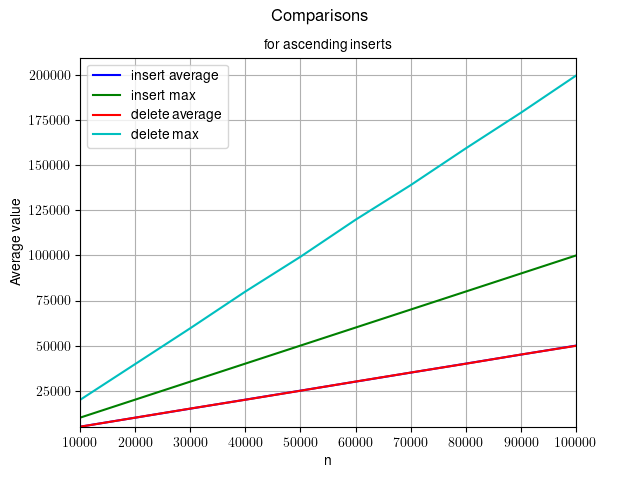 Comparisons
for ascending inserts
insert average
insert max
delete average
delete max
Average value
200000
175000
150000
125000
100000
75000
50000
25000
10000 20000 30000 40000 50000 60000 70000 80000 90000 100000
n